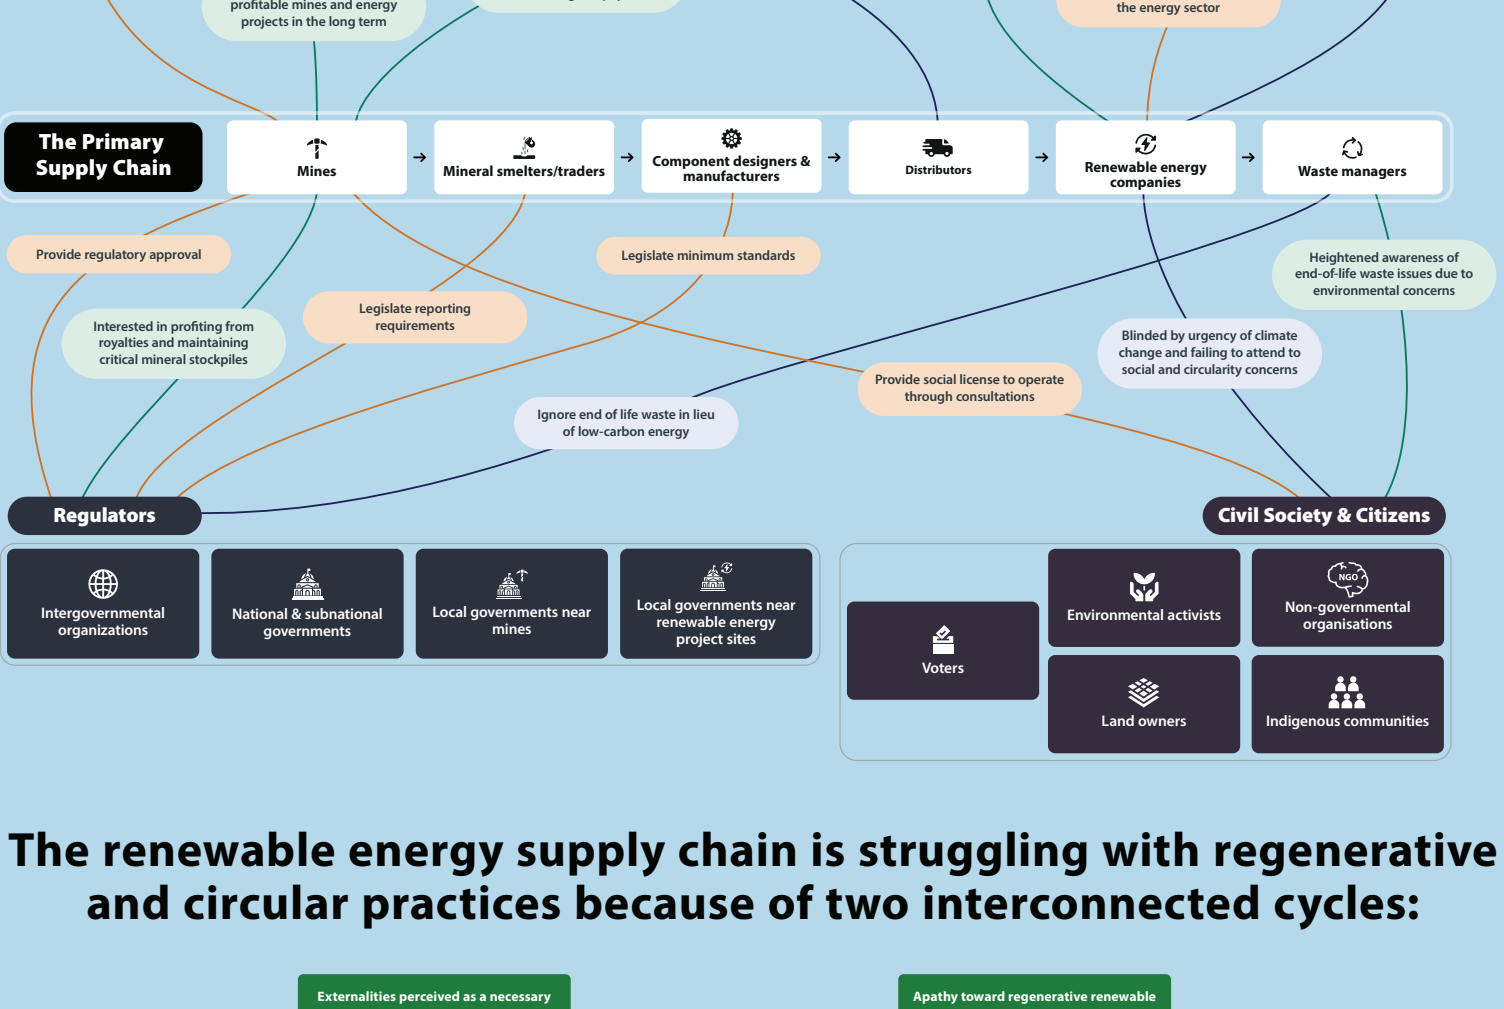 profitable mines and energy
projects in the long term
the energy sector
The Primary
Supply Chain
Mines
Mineral smelters/traders
Component designers &
manufacturers
Distributors
Renewable energy
companies
Waste managers
Provide regulatory approval
Legislate minimum standards
Heightened awareness of
end-of-life waste issues due to
environmental concerns
Interested in profiting from
royalties and maintaining
critical mineral stockpiles
Legislate reporting
requirements
Blinded by urgency of climate
change and failing to attend to
social and circularity concerns
Provide social license to operate
through consultations
Ignore end of life waste in lieu
of low-carbon energy
Regulators
Civil Society & Citizens
Intergovernmental
organizations
National & subnational
governments
Local governments near
mines
Local governments near
renewable energy
project sites
Voters
Environmental activists
NGO
Non-governmental
organisations
Land owners
Indigenous communities
The renewable energy supply chain is struggling with regenerative
and circular practices because of two interconnected cycles:
Externalities perceived as a necessary
Apathy toward regenerative renewable